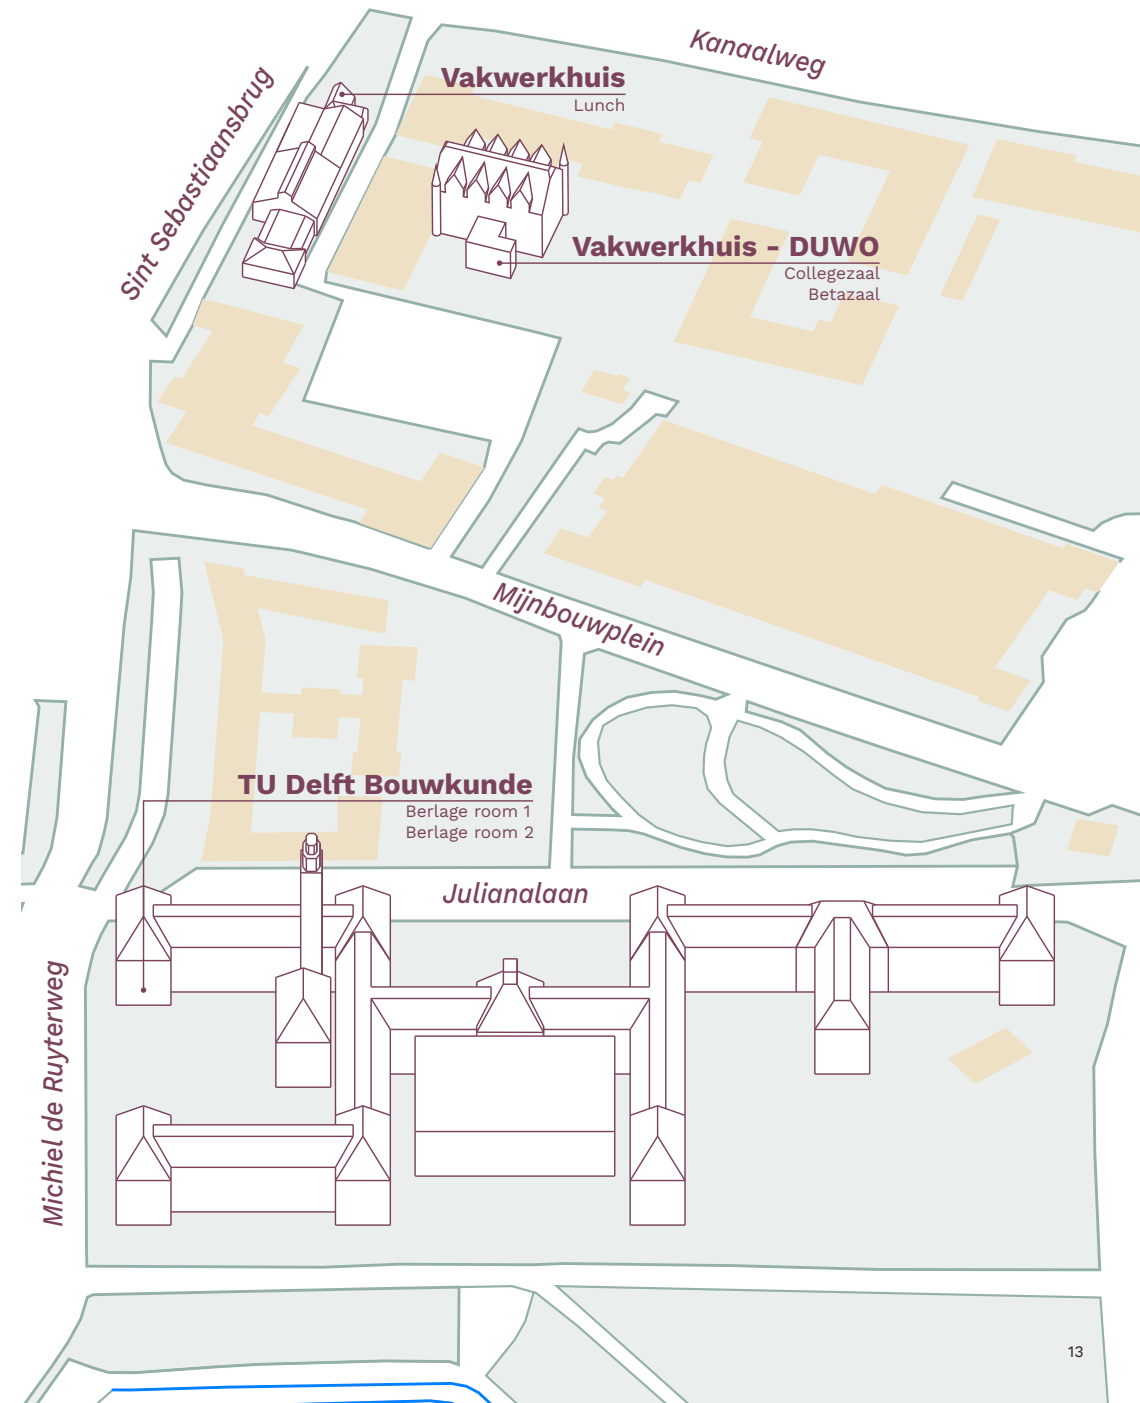 Kanaalweg
Vakwerkhuis
Lunch
Sint Sebastiaansbrug
Vakwerkhuis - DUWO
Collegezaal
Betazaal
Mijnbouwplein
TU Delft Bouwkunde
Berlage room 1
Berlage room 2
Julianalaan
Michiel de Ruyterweg
13